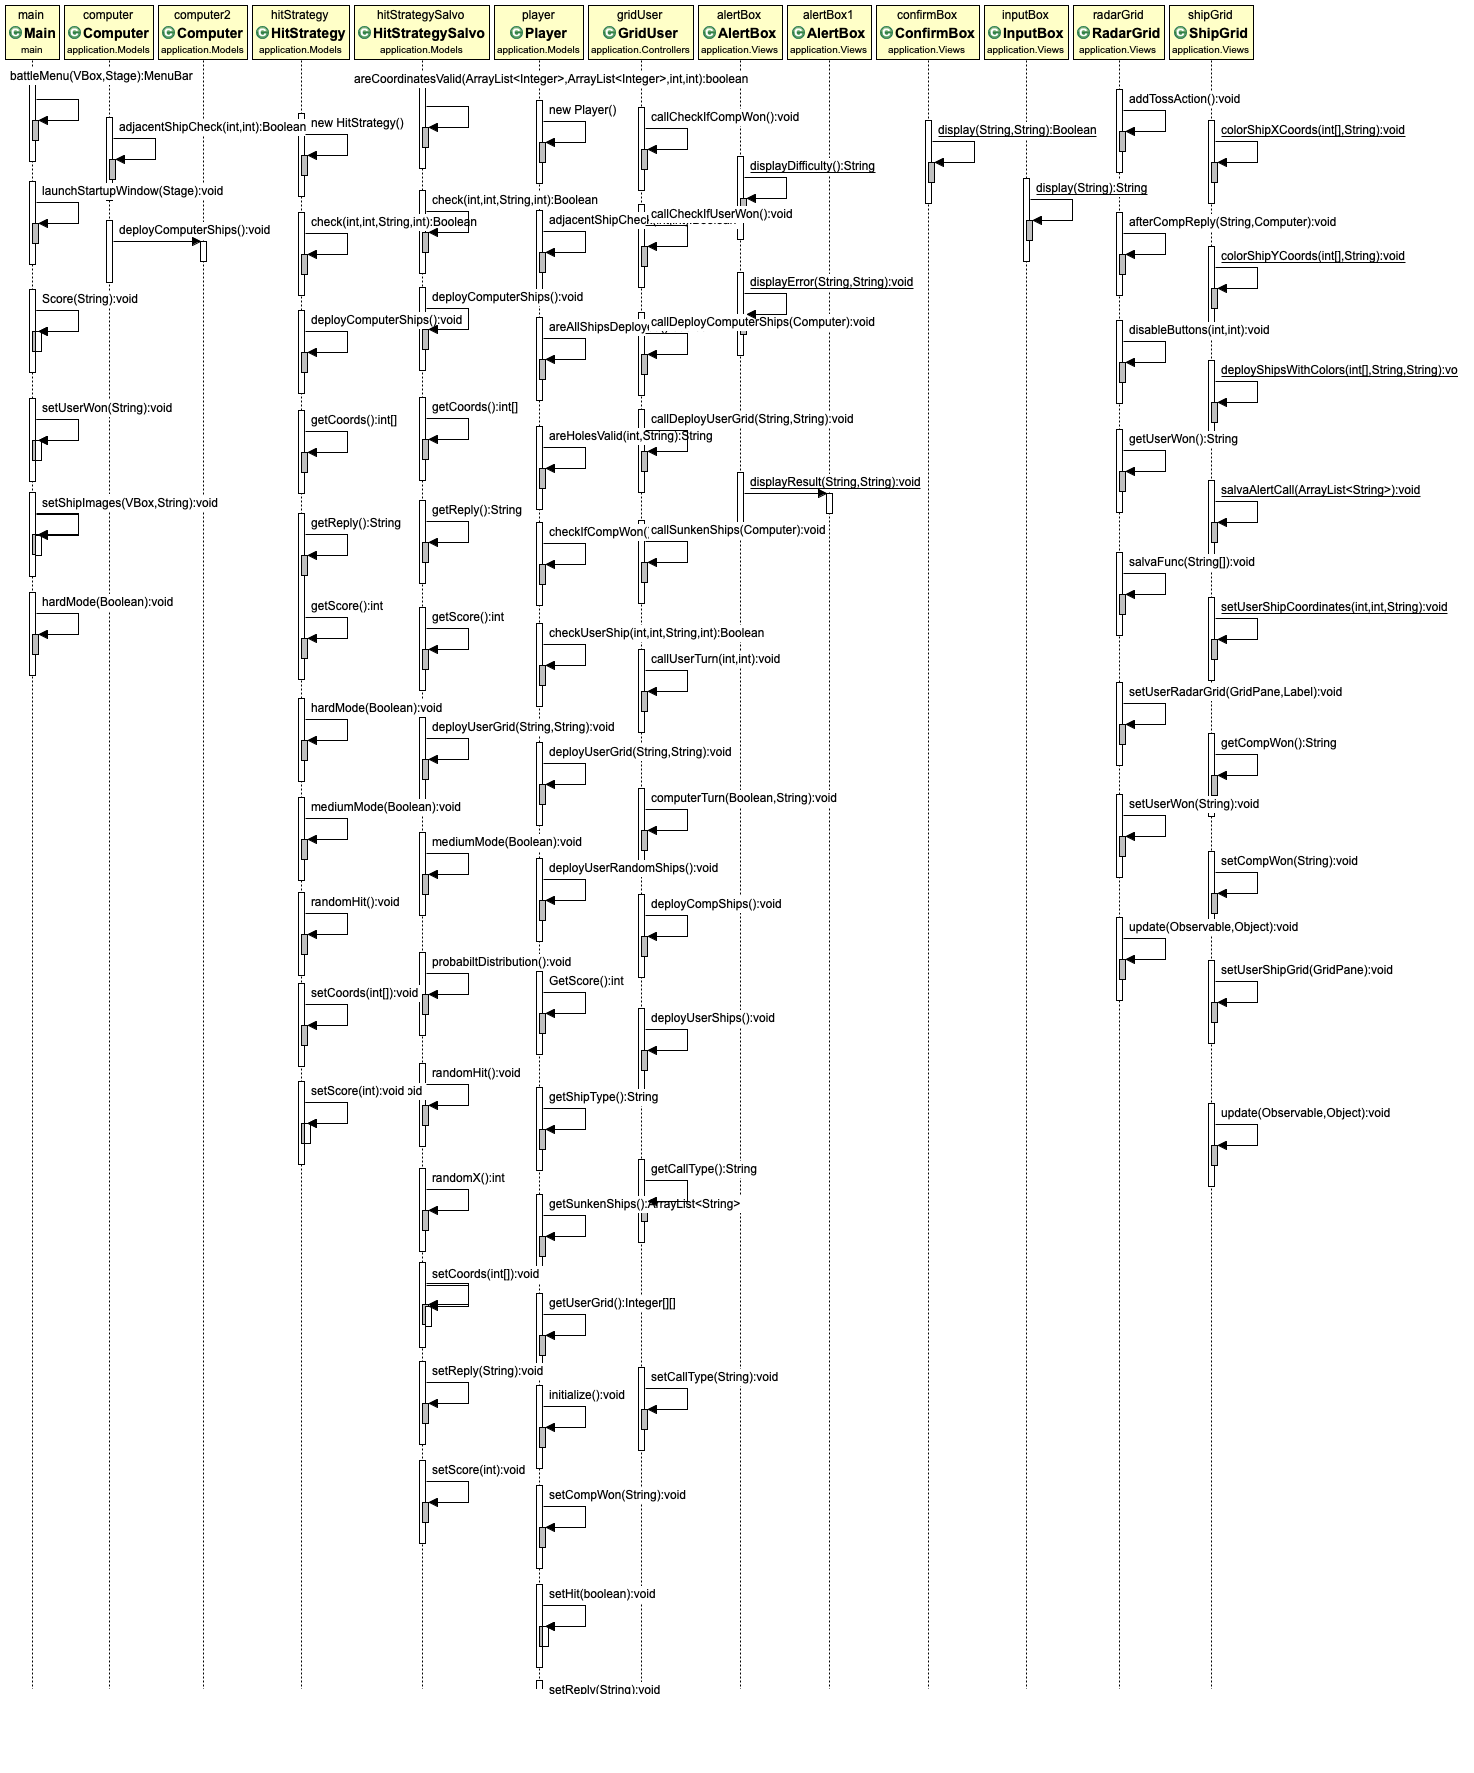 main
Main
main
computer
Computer
application.Models
computer2
Computer
application.Models
hitStrategy
HitStrategy
application.Models
hitStrategySalvo
HitStrategySalvo
application.Models
player
Player
application.Models
gridUser
GridUser
application.Controllers
alertBox
AlertBox
application.Views
alertBox1
AlertBox
application.Views
confirmBox
ConfirmBox
application.Views
inputBox
InputBox
application.Views
radarGrid
RadarGrid
application.Views
shipGrid
ShipGrid
application.Views
battleMenu(VBox,Stage):MenuBar
launchStartupWindow(Stage):void
Score(String):void
setUserWon(String):void
setShipImages(VBox,String):void
hardMode(Boolean):void
adjacentShipCheck(int,int):Boolean
deployComputerShips():void
new HitStrategy()
check(int,int,String,int):Boolean
deployComputerShips():void
getCoords():int[]
getReply():String
getScore():int
hardMode(Boolean):void
mediumMode(Boolean):void
randomHit():void
setCoords(int[]):void
setScore(int):void
areCoordinatesValid(ArrayList<Integer>,ArrayList<Integer>,int,int):boolean
check(int,int,String,int):Boolean
deployComputerShips():void
getCoords():int[]
getReply():String
getScore():int
deployUserGrid(String,String):void
mediumMode(Boolean):void
probabiltDistribution():void
randomHit():void
randomX():int
setCoords(int[]):void
setReply(String):void
setScore(int):void
new Player()
adjacentShipCheck
areAllShipsDeploye
areHolesValid(int,String):String
checkIfCompWon(
checkUserShip(int,int,String,int):Boolean
deployUserGrid(String,String):void
deployUserRandomShips():void
GetScore():int
getShipType():String
getSunkenShips():ArrayList<String>
getUserGrid():Integer[][]
initialize():void
setCompWon(String):void
setHit(boolean):void
setReply(String):void
callCheckIfCompWon():void
callCheckIfUserWon():void
callDeployComputerShips(Computer):void
callDeployUserGrid(String,String):void
callSunkenShips(Computer):void
callUserTurn(int,int):void
computerTurn(Boolean,String):void
deployCompShips():void
deployUserShips():void
getCallType():String
setCallType(String):void
displayDifficulty():String
displayError(String,String):void
displayResult(String,String):void
display(String,String):Boolean
display(String):String
addTossAction():void
afterCompReply(String,Computer):void
disableButtons(int,int):void
getUserWon():String
salvaFunc(String[]):void
setUserRadarGrid(GridPane,Label):void
setUserWon(String):void
update(Observable,Object):void
colorShipXCoords(int[],String):void
colorShipYCoords(int[],String):void
deployShipsWithColors(int[],String,String):vo
salvaAlertCall(ArrayList<String>):void
setUserShipCoordinates(int,int,String):void
getCompWon():String
setCompWon(String):void
setUserShipGrid(GridPane):void
update(Observable,Object):void